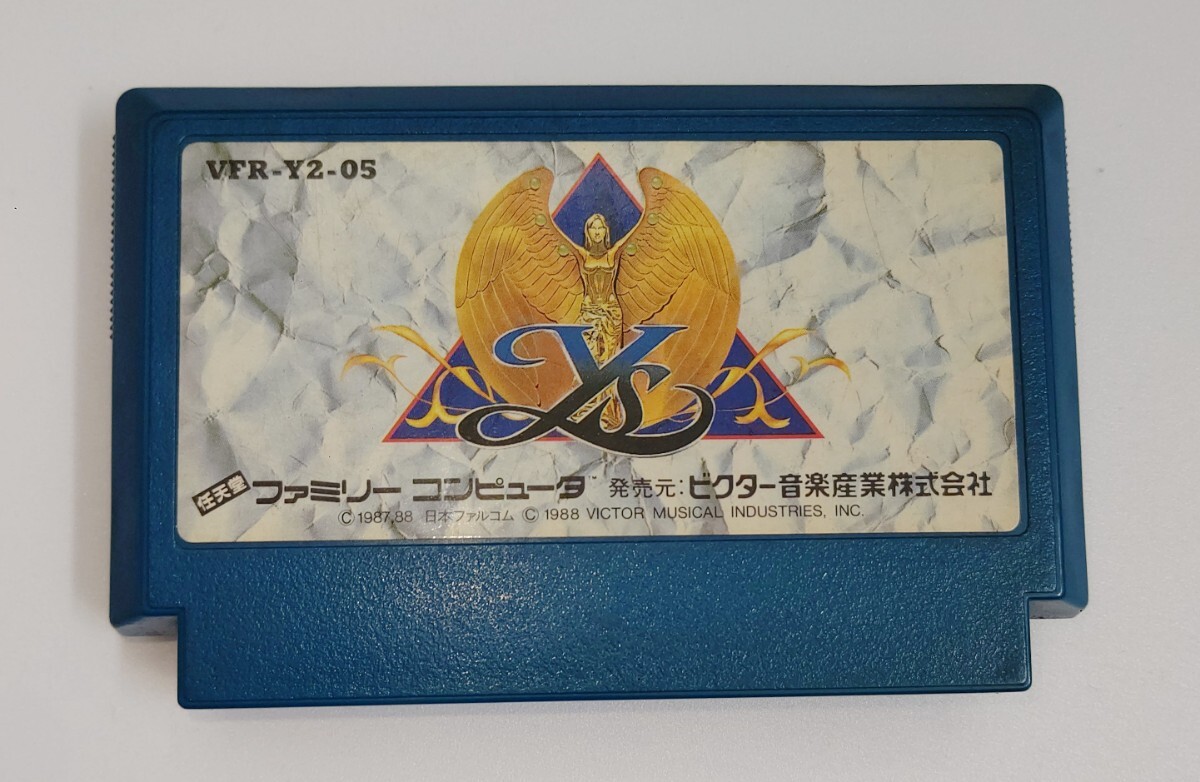 VFR-Y2-05
Ys
任天堂 ファミリー コンピュータ™ 発売元:ビクター音楽産業株式会社
© 1987,88 日本ファルコム © 1988 VICTOR MUSICAL INDUSTRIES, INC.